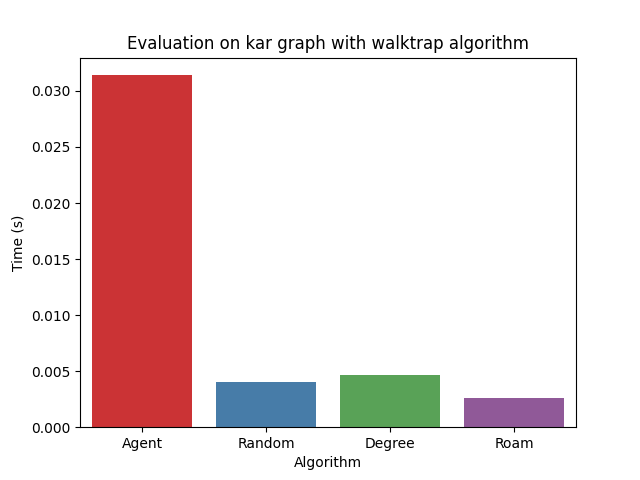 Evaluation on kar graph with walktrap algorithm
0.030
0.025
0.020
0.015
0.010
0.005
0.000
Time (s)
Agent Random Degree Roam
Algorithm